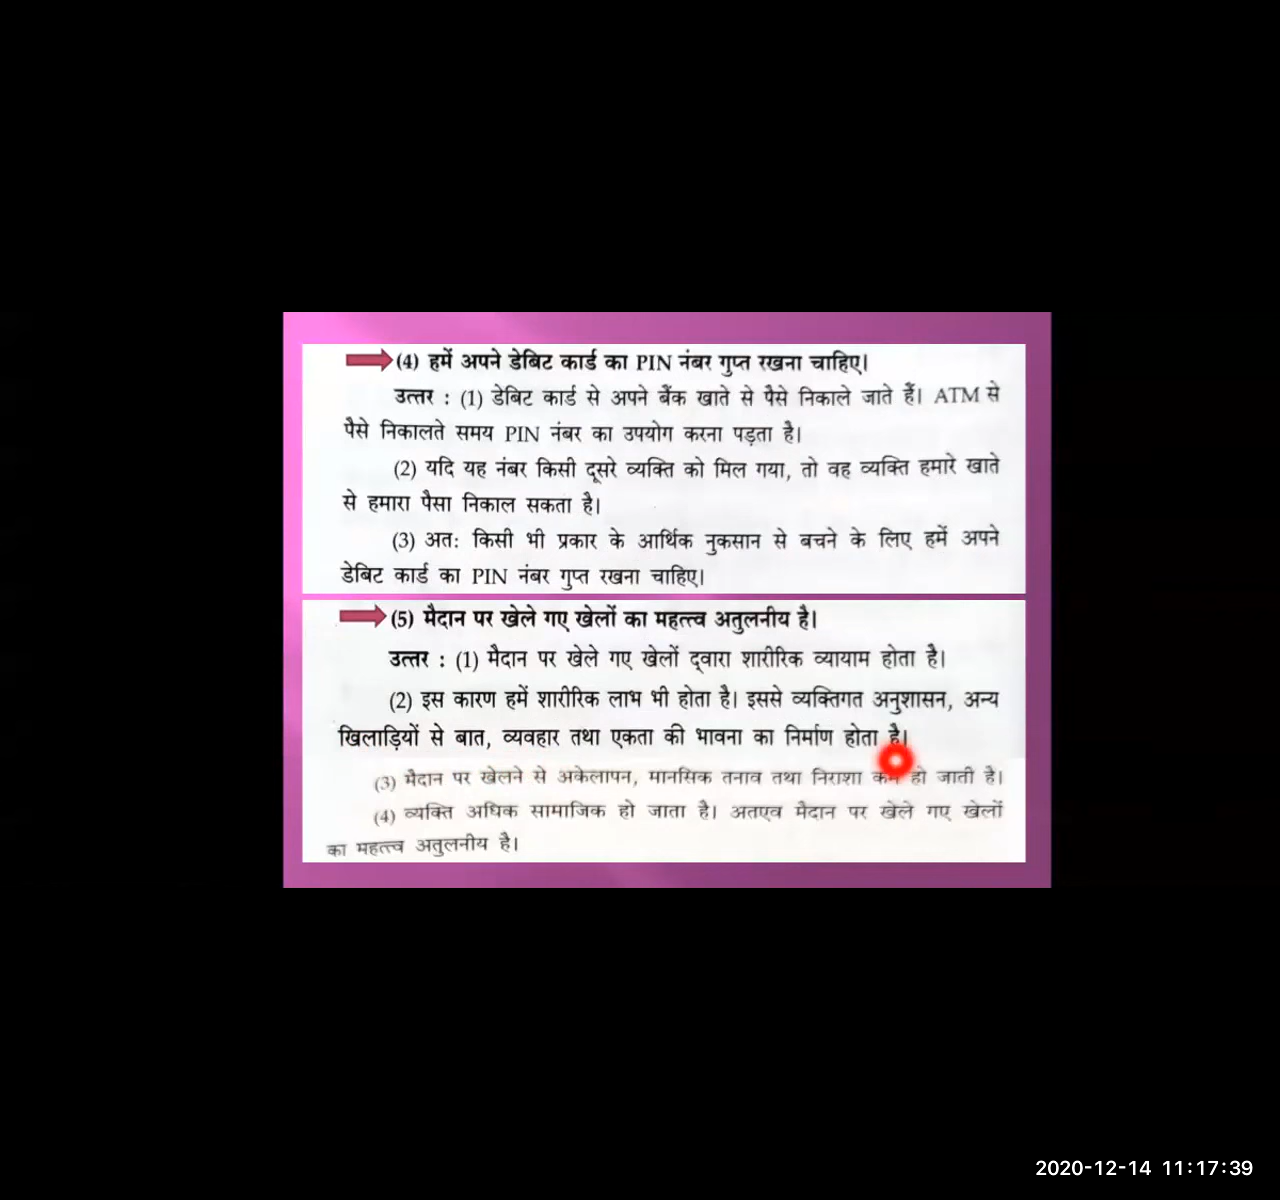 (4) हमें अपने डेबिट कार्ड का PIN नंबर गुप्त रखना चाहिए।
उत्तर : (1) डेबिट कार्ड से अपने बैंक खाते से पैसे निकाले जाते हैं। ATM से
पैसे निकालते समय PIN नंबर का उपयोग करना पड़ता है।
(2) यदि यह नंबर किसी दूसरे व्यक्ति को मिल गया, तो वह व्यक्ति हमारे खाते
से हमारा पैसा निकाल सकता है।
(3) अतः किसी भी प्रकार के आर्थिक नुकसान से बचने के लिए हमें अपने
डेबिट कार्ड का PIN नंबर गुप्त रखना चाहिए।
(5) मैदान पर खेले गए खेलों का महत्त्व अतुलनीय है।
उत्तर : (1) मैदान पर खेले गए खेलों द्वारा शारीरिक व्यायाम होता है।
(2) इस कारण हमें शारीरिक लाभ भी होता है। इससे व्यक्तिगत अनुशासन, अन्य
खिलाड़ियों से बात, व्यवहार तथा एकता की भावना का निर्माण होता है।
(3) मैदान पर खेलने से अकेलापन, मानसिक तनाव तथा निराशा कम हो जाती है।
(4) व्यक्ति अधिक सामाजिक हो जाता है। अतएव मैदान पर खेले गए खेलों
का महत्त्व अतुलनीय है।
2020-12-14 11:17:39